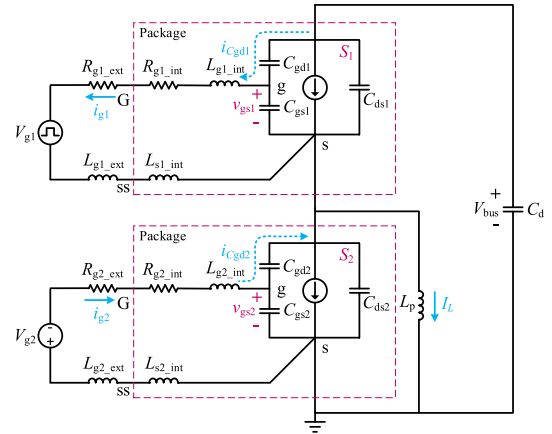 Package
i_Cgd1
S_1
R_g1_ext
R_g1_int
L_g1_int
C_gd1
G
g
i_g1
v_gs1
+
-
C_gs1
C_ds1
V_g1
L_g1_ext
L_s1_int
ss
s
V_bus
+
-
C_d
Package
i_Cgd2
S_2
R_g2_ext
R_g2_int
L_g2_int
C_gd2
G
g
i_g2
v_gs2
+
-
C_gs2
C_ds2
L_p
I_L
V_g2
-
+
L_g2_ext
L_s2_int
ss
s